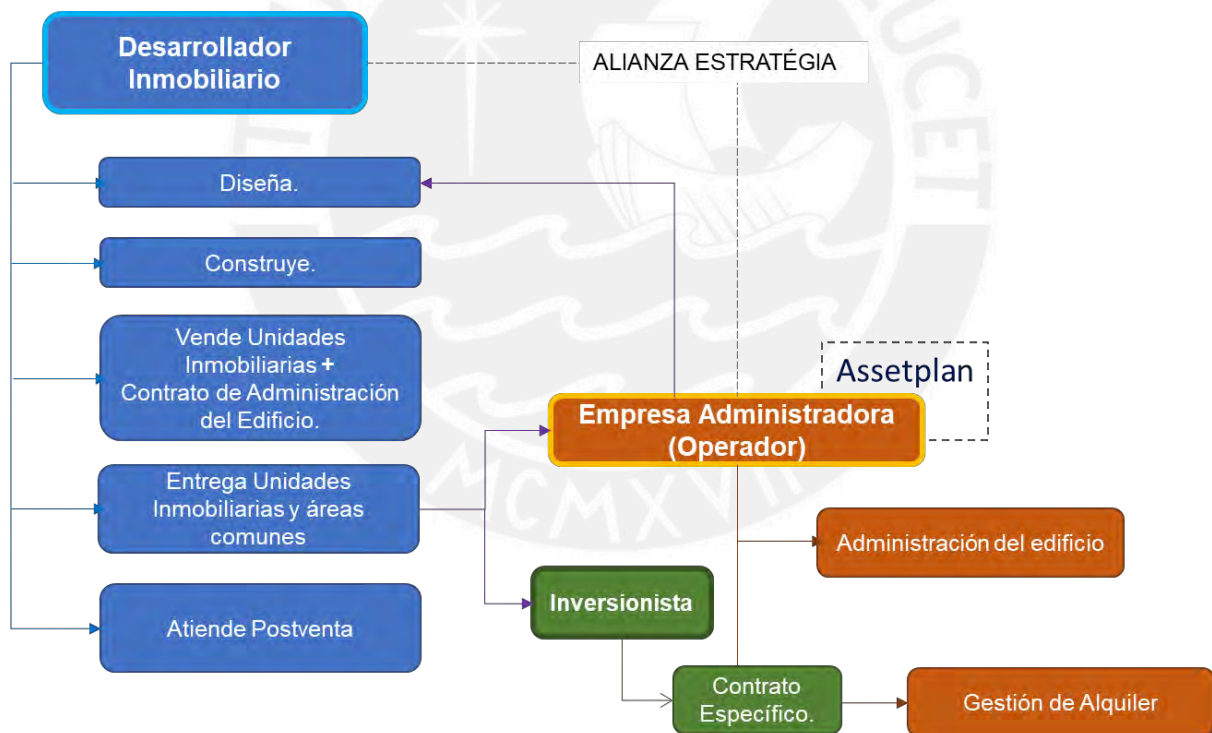 Desarrollador
Inmobiliario
ALIANZA ESTRATÉGIA
Diseña.
Construye.
Vende Unidades
Inmobiliarias +
Contrato de Administración
del Edificio.
Assetplan
Empresa Administradora
(Operador)
Entrega Unidades
Inmobiliarias y áreas
comunes
Administración del edificio
Inversionista
Atiende Postventa
Contrato
Específico.
Gestión de Alquiler
MCMXVII